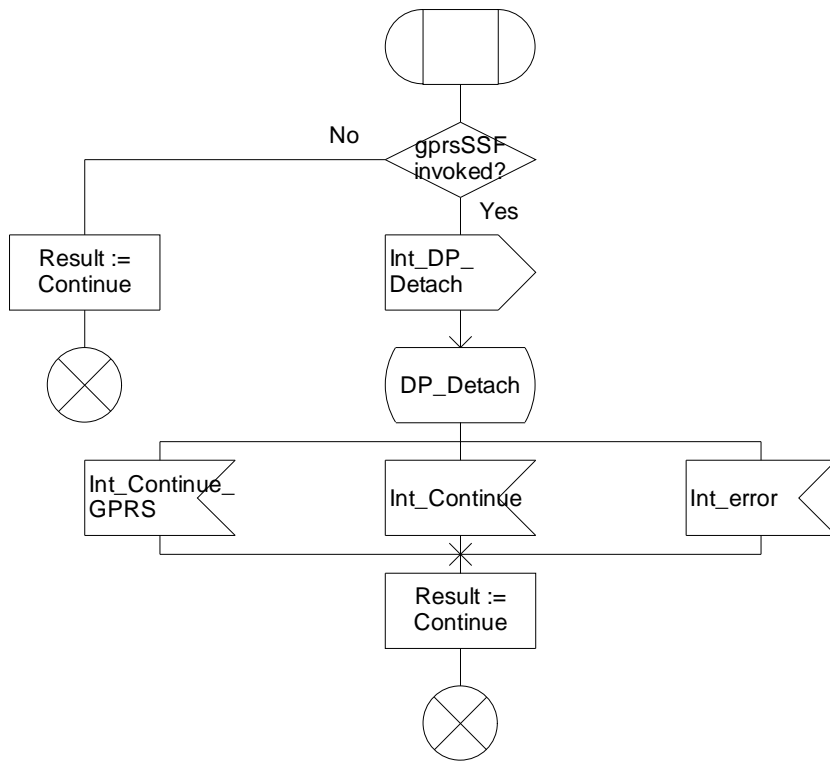 No
gprsSSF
invoked?
Yes
Result :=
Continue
Int_DP_
Detach
DP_Detach
Int_Continue_
GPRS
Int_Continue
Int_error
Result :=
Continue